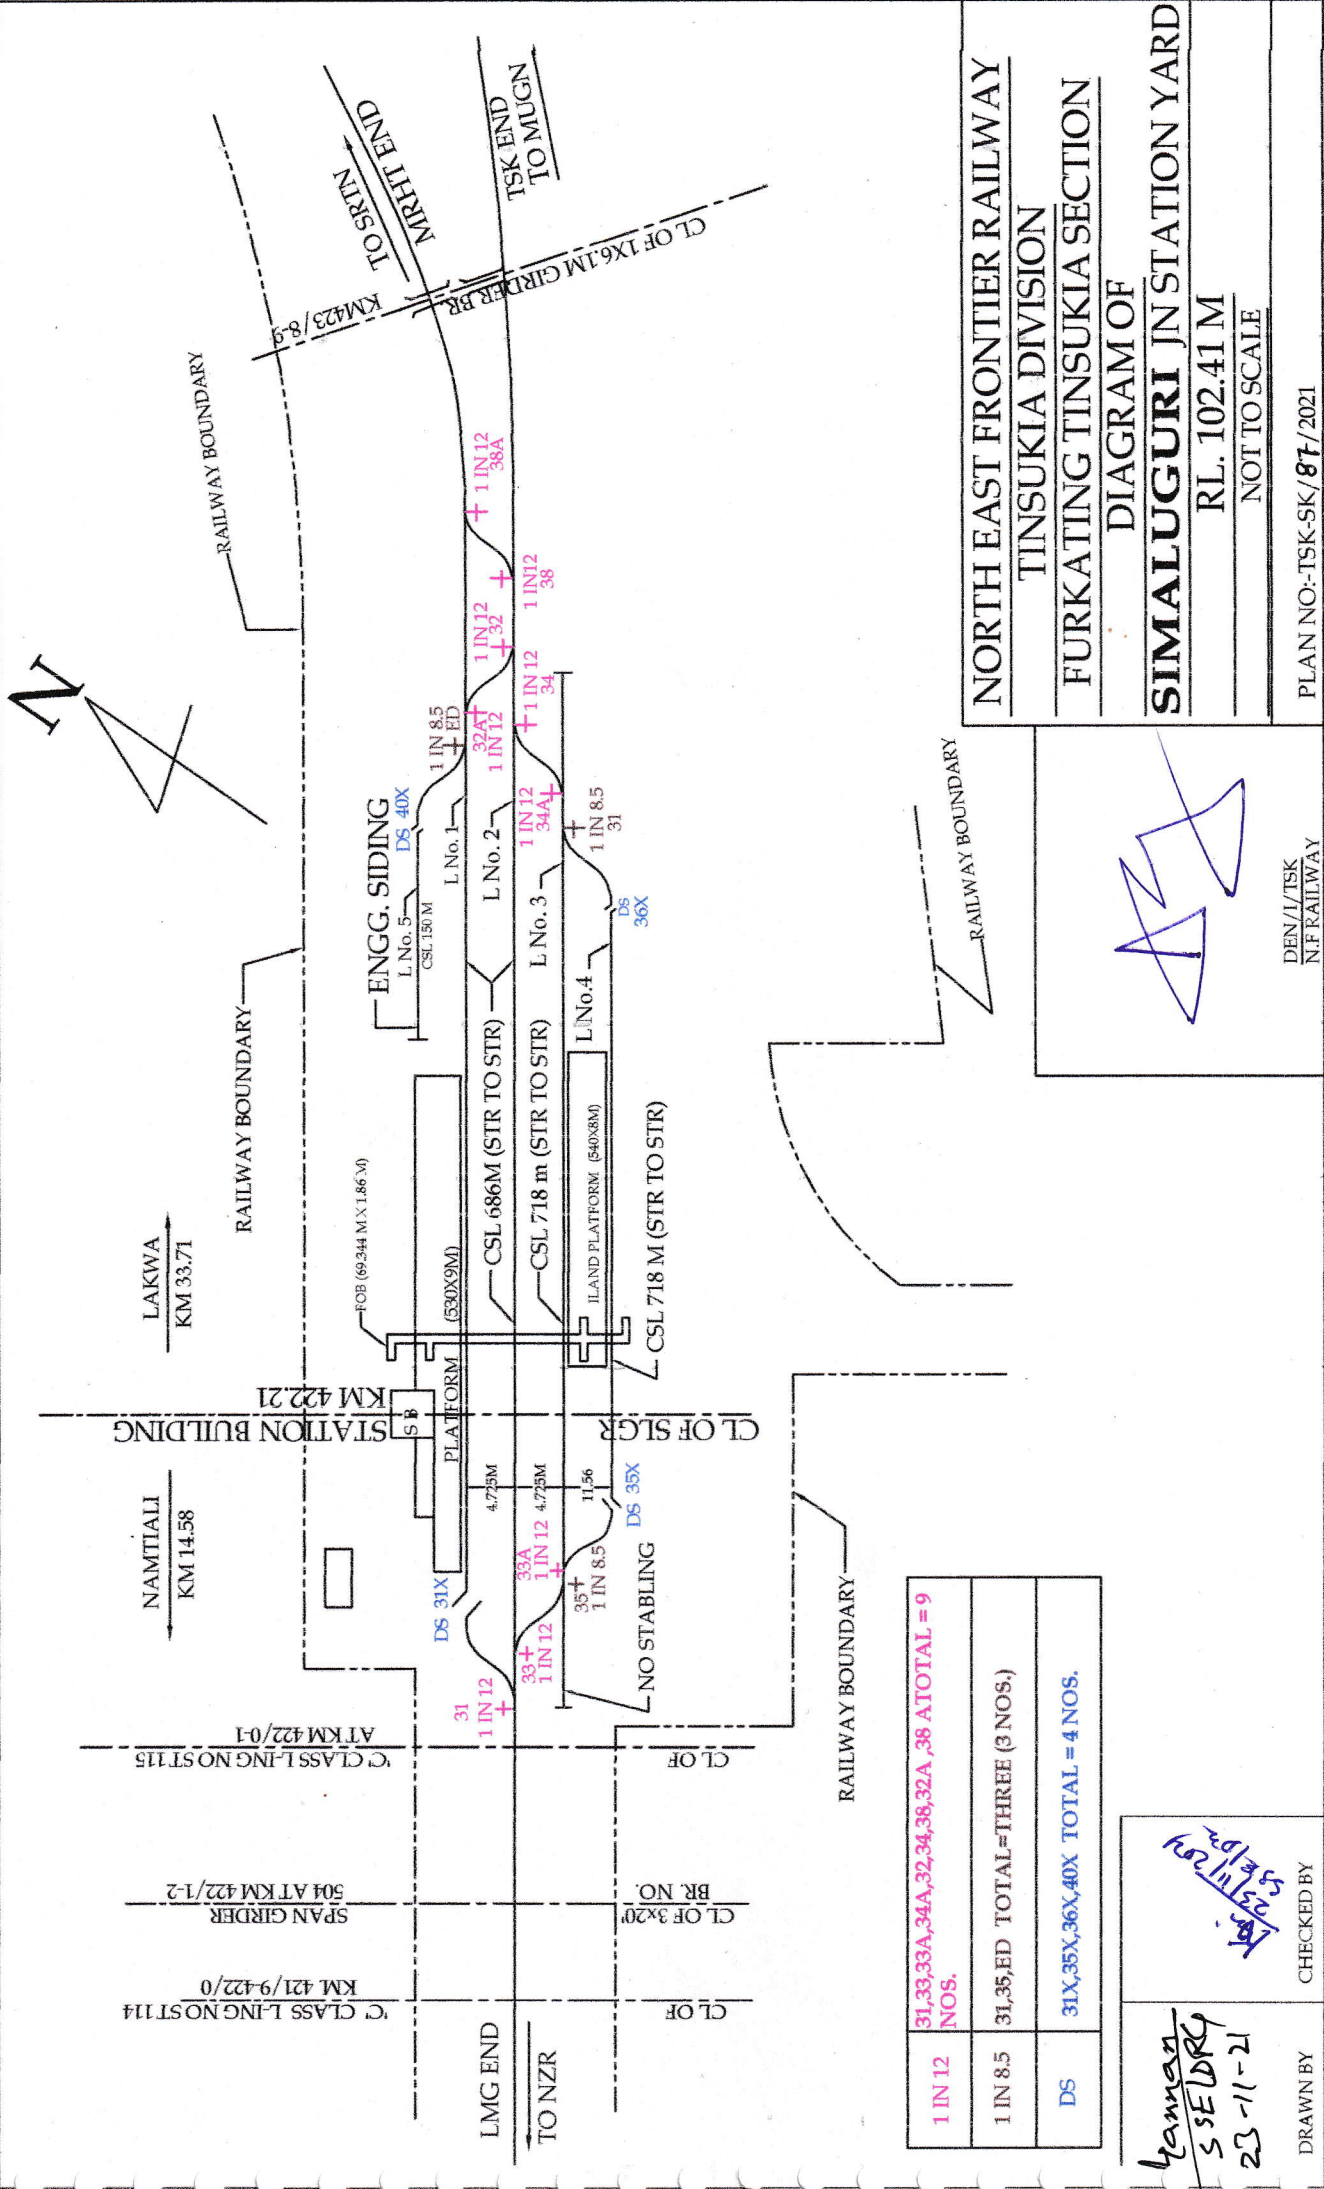 N
RAILWAY BOUNDARY
TO SRTN
MRHT END
TSK END
TO MUGN
KM423/8-9
CL OF 1X6.1M GIRDER BR.
LAKWA
KM 33.71
NAMTIALI
KM 14.58
RAILWAY BOUNDARY
FOB (69.344 M X 1.86 M)
STATION BUILDING
KM 422.21
CL OF SLGR
S B
PLATFORM (530X9M)
ENGG. SIDING
L No. 5
CSL 150 M
DS 40X
1 IN 8.5
ED
L No. 1
L No. 2
L No. 3
L No.4
32A
1 IN 12
1 IN 12
32
1 IN 12
38A
1 IN12
38
1 IN 12
34
1 IN 12
34A
1 IN 8.5
31
DS
36X
CSL 686M (STR TO STR)
CSL 718 m (STR TO STR)
ILAND PLATFORM (540X8M)
CSL 718 M (STR TO STR)
4.725M
4.725M
11.56
DS 31X
31
1 IN 12
33
1 IN 12
33A
1 IN 12
35
1 IN 8.5
DS 35X
NO STABLING
'C' CLASS L-ING NO ST115
AT KM 422/0-1
CL OF
SPAN GIRDER
504 AT KM 422/1-2
CL OF 3x20'
BR. NO.
'C' CLASS L-ING NO ST114
KM. 421/9-422/0
CL OF
LMG END
TO NZR
RAILWAY BOUNDARY
RAILWAY BOUNDARY
1 IN 12
31,33,33A,34A,32,34,38,32A ,38 ATOTAL = 9
NOS.
1 IN 8.5
31,35,ED TOTAL=THREE (3 NOS.)
DS
31X,35X,36X,40X TOTAL = 4 NOS.
SSE/DRG
23-11-21
DRAWN BY
23/11/2021
SSE/DR
CHECKED BY
DEN/I/TSK
N.F RAILWAY
NORTH EAST FRONTIER RAILWAY
TINSUKIA DIVISION
FURKATING TINSUKIA SECTION
DIAGRAM OF
SIMALUGURI JN STATION YARD
RL. 102.41 M
NOT TO SCALE
PLAN NO:-TSK-SK/87/2021